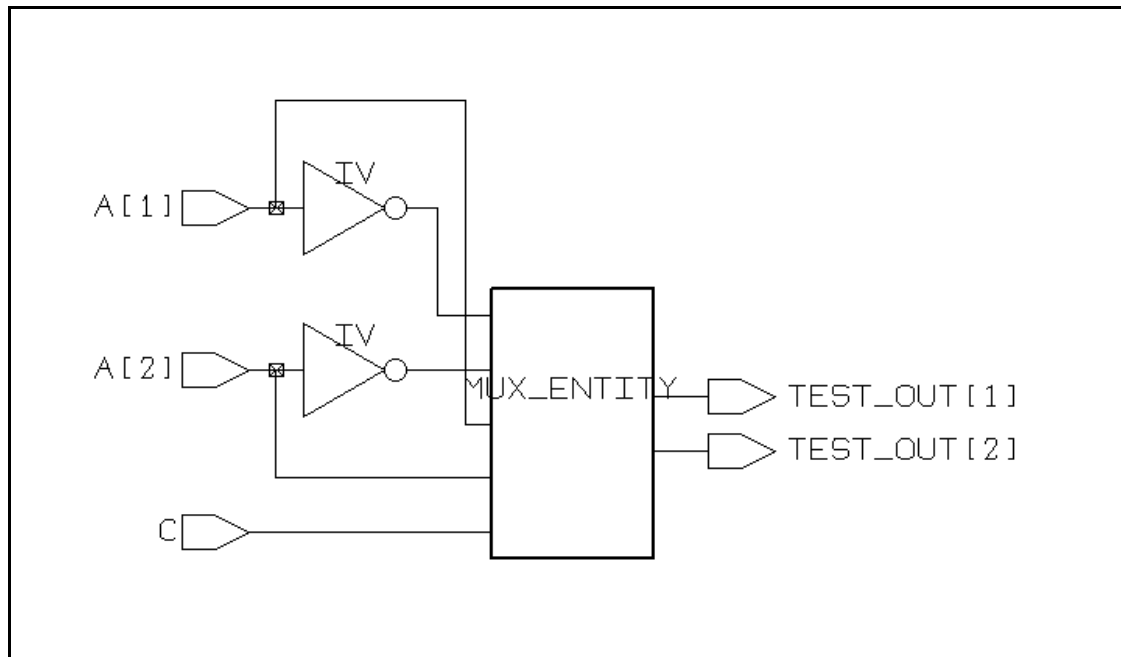 IV
A[1]
IV
A[2]
MUX_ENTITY
TEST_OUT[1]
TEST_OUT[2]
C